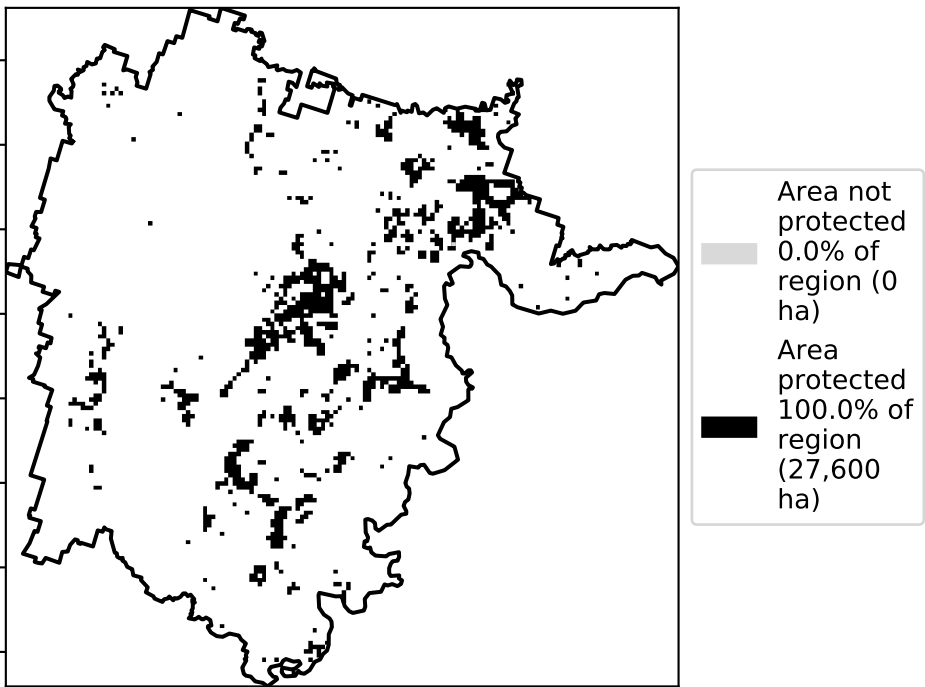 Area not
protected
0.0% of
region (0
ha)
Area
protected
100.0% of
region
(27,600
ha)